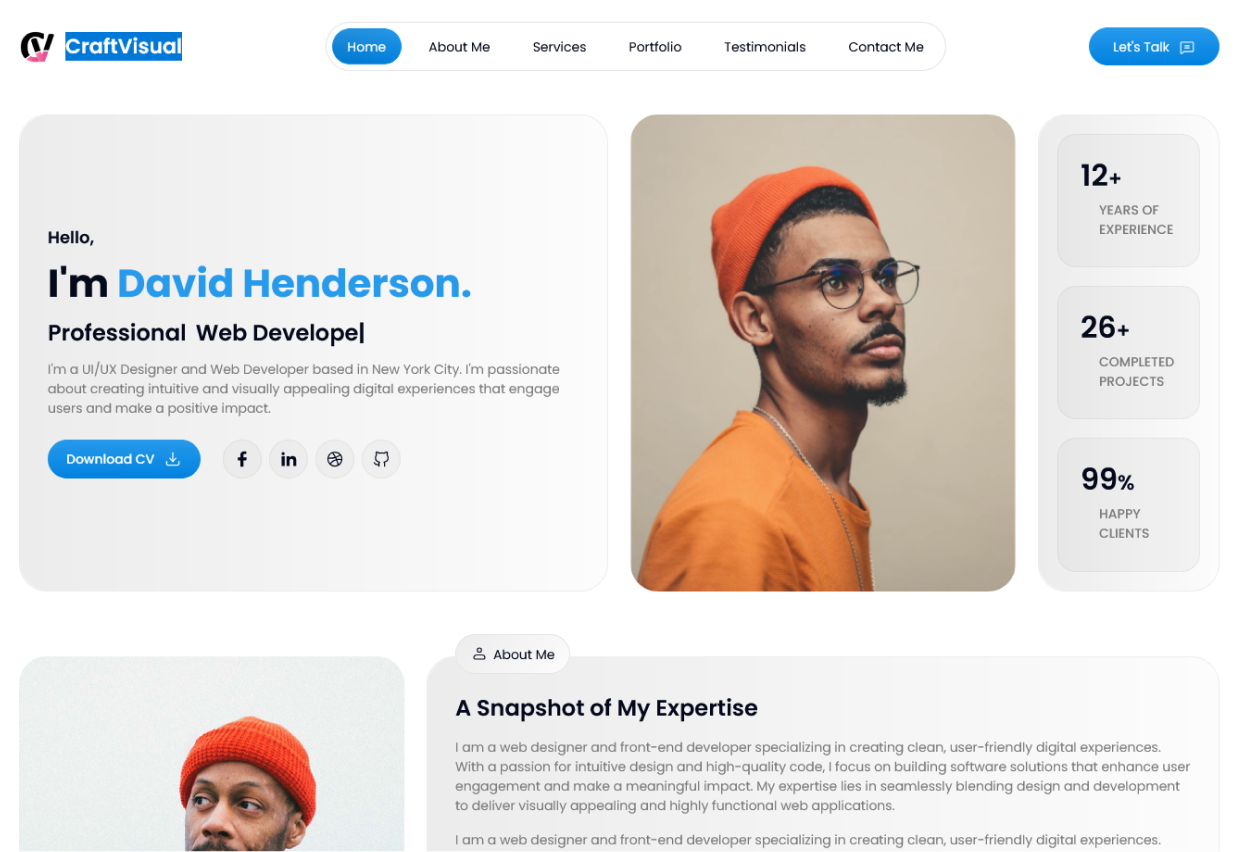 CraftVisual
Home
About Me
Services
Portfolio
Testimonials
Contact Me
Let's Talk
Hello,
I'm David Henderson.
Professional Web Develope|
I'm a UI/UX Designer and Web Developer based in New York City. I'm passionate
about creating intuitive and visually appealing digital experiences that engage
users and make a positive impact.
Download CV
12+
YEARS OF
EXPERIENCE
26+
COMPLETED
PROJECTS
99%
HAPPY
CLIENTS
About Me
A Snapshot of My Expertise
I am a web designer and front-end developer specializing in creating clean, user-friendly digital experiences.
With a passion for intuitive design and high-quality code, I focus on building software solutions that enhance user
engagement and make a meaningful impact. My expertise lies in seamlessly blending design and development
to deliver visually appealing and highly functional web applications.
I am a web designer and front-end developer specializing in creating clean, user-friendly digital experiences.